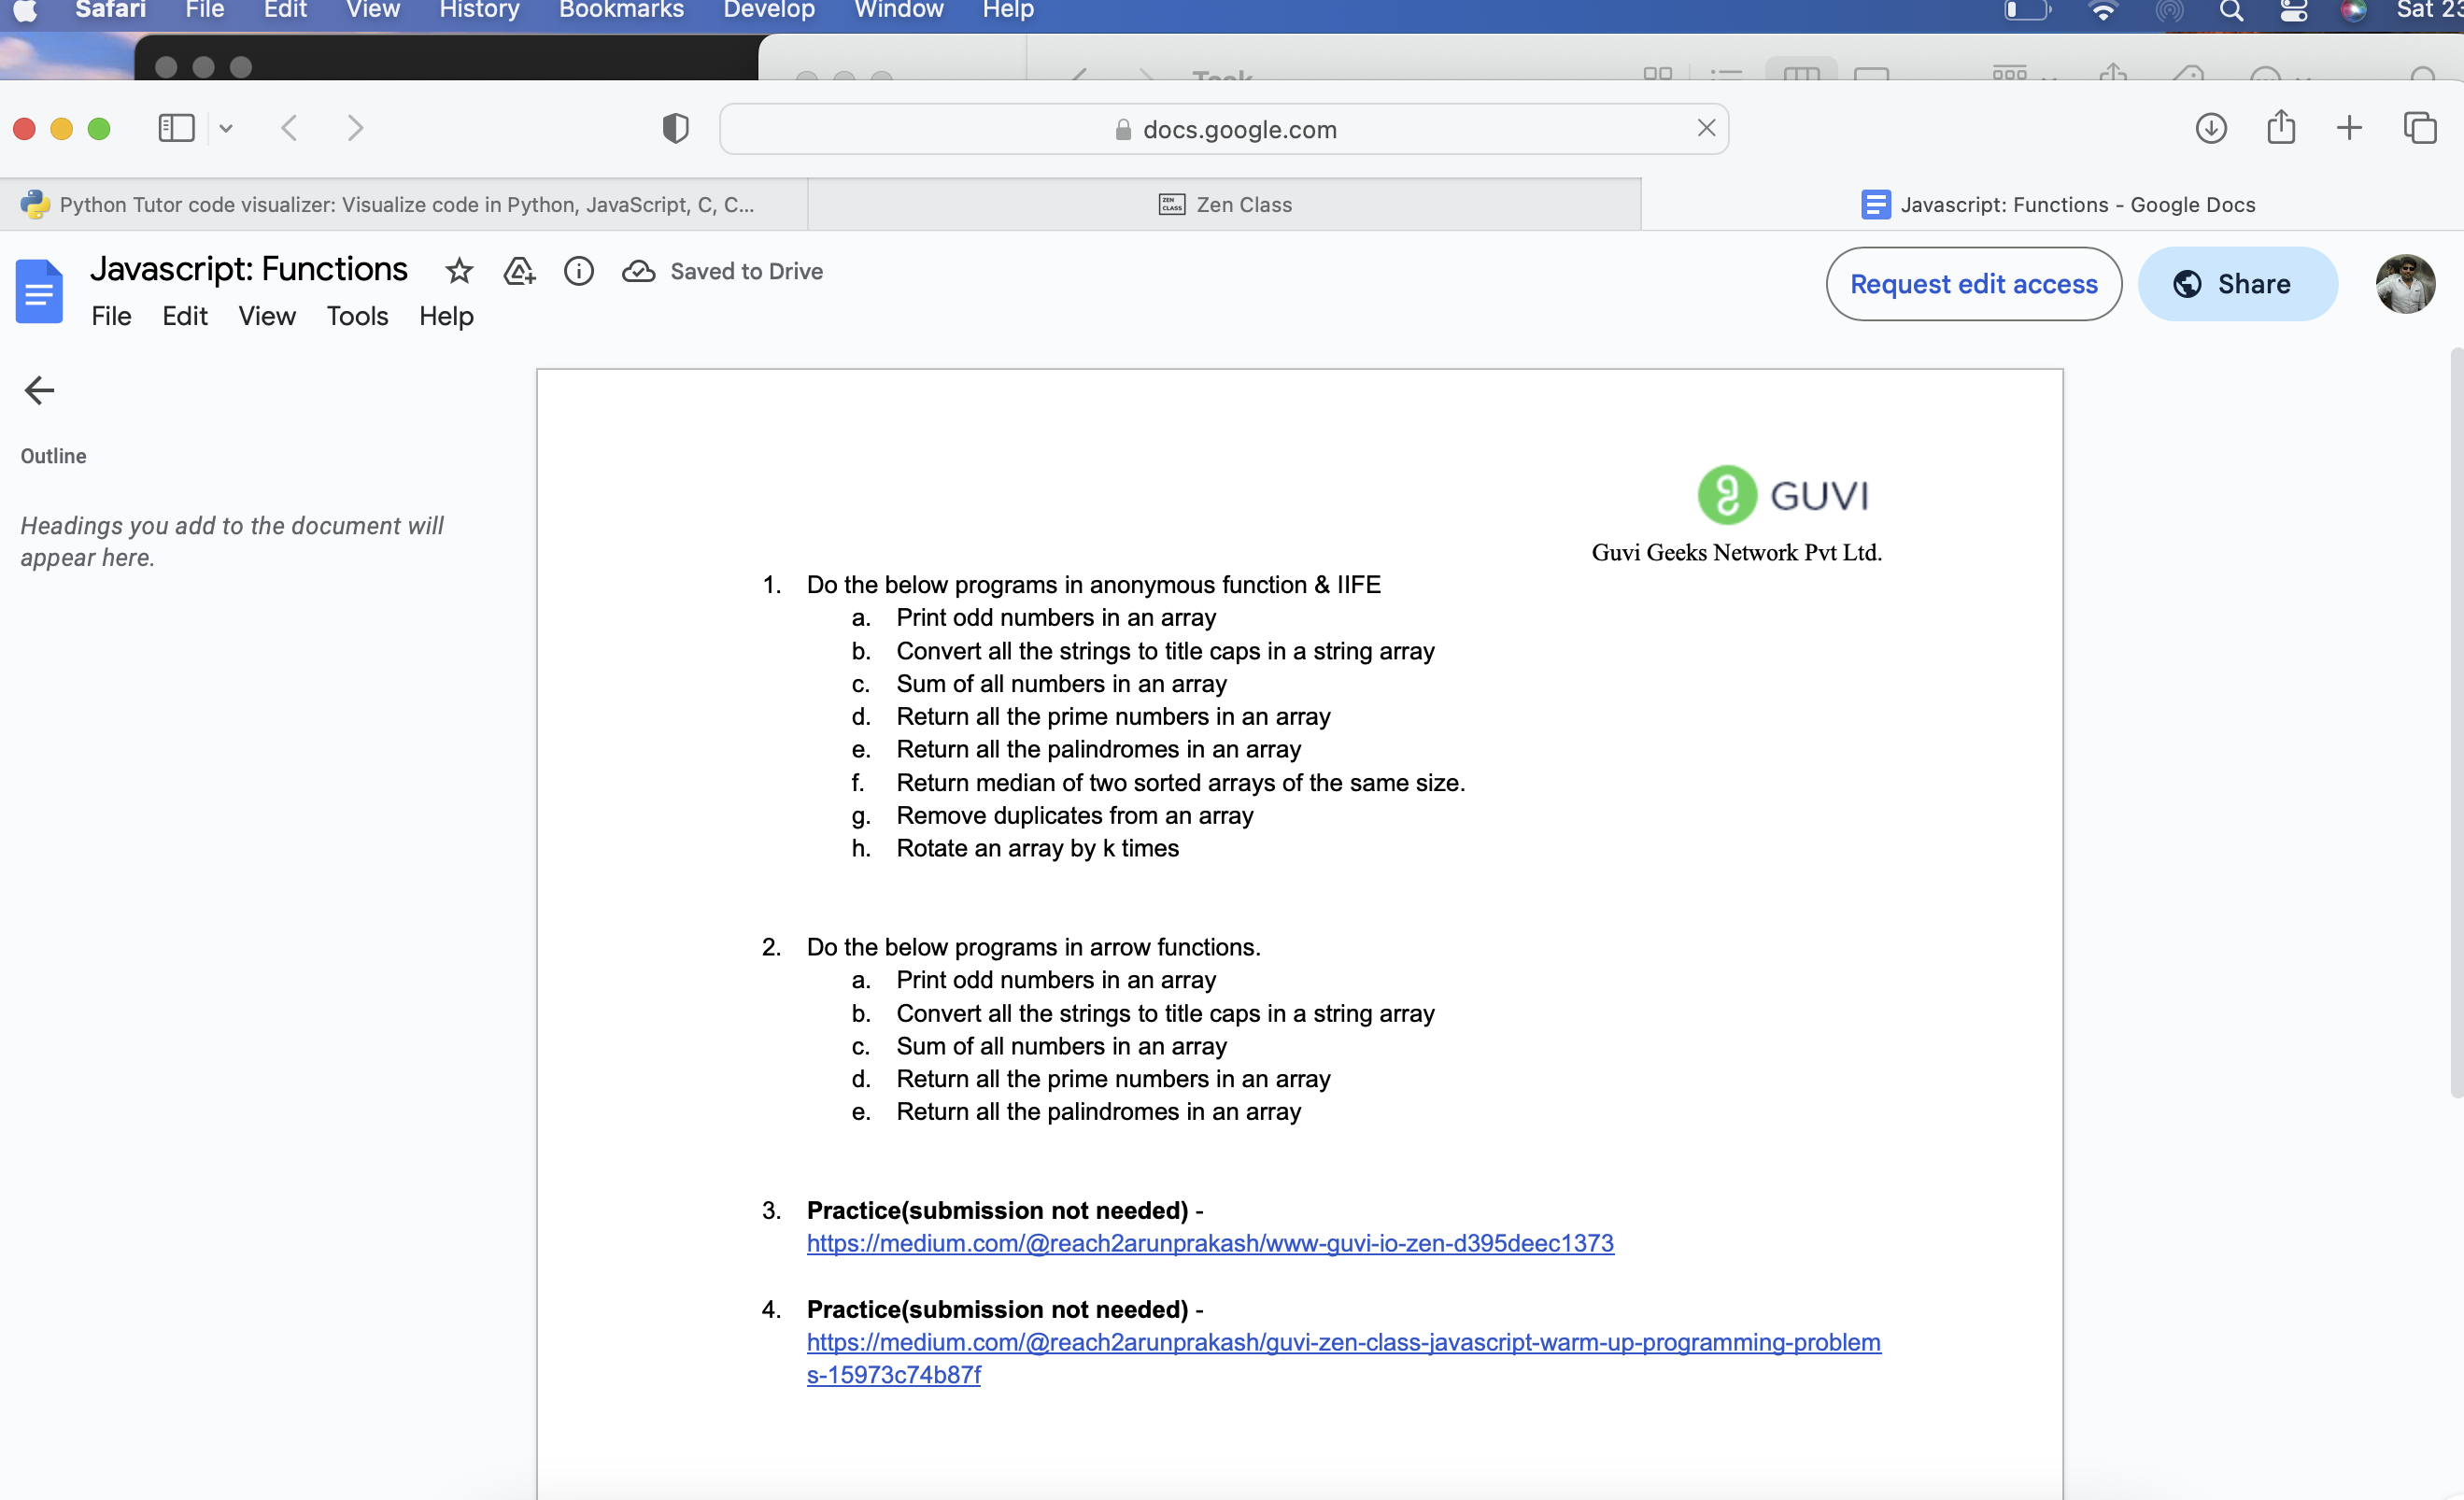 Safari File Edit View History Bookmarks Develop Window Help Sat 23
Task
docs.google.com
Python Tutor code visualizer: Visualize code in Python, JavaScript, C, C...
ZEN CLASS Zen Class
Javascript: Functions - Google Docs
Javascript: Functions Saved to Drive
File Edit View Tools Help
Request edit access
Share
Outline
Headings you add to the document will
appear here.
GUVI
Guvi Geeks Network Pvt Ltd.
1. Do the below programs in anonymous function & IIFE
a. Print odd numbers in an array
b. Convert all the strings to title caps in a string array
c. Sum of all numbers in an array
d. Return all the prime numbers in an array
e. Return all the palindromes in an array
f. Return median of two sorted arrays of the same size.
g. Remove duplicates from an array
h. Rotate an array by k times
2. Do the below programs in arrow functions.
a. Print odd numbers in an array
b. Convert all the strings to title caps in a string array
c. Sum of all numbers in an array
d. Return all the prime numbers in an array
e. Return all the palindromes in an array
3. Practice(submission not needed) -
https://medium.com/@reach2arunprakash/www-guvi-io-zen-d395deec1373
4. Practice(submission not needed) -
https://medium.com/@reach2arunprakash/guvi-zen-class-javascript-warm-up-programming-problem
s-15973c74b87f